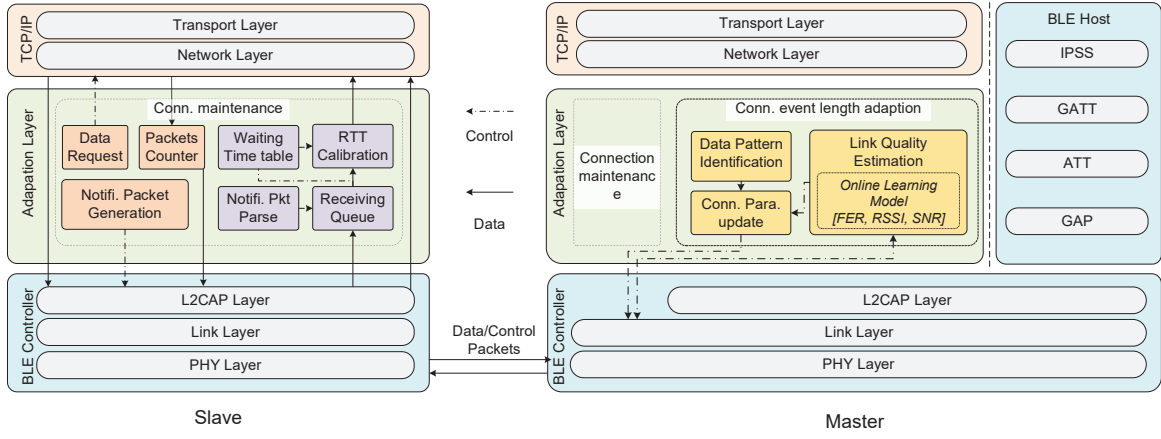 TCP/IP
Transport Layer
Network Layer
Adapation Layer
Conn. maintenance
Data
Request
Packets
Counter
Waiting
Time table
RTT
Calibration
Notifi. Packet
Generation
Notifi. Pkt
Parse
Receiving
Queue
BLE Controller
L2CAP Layer
Link Layer
PHY Layer
Slave
Control
Data
Data/Control
Packets
TCP/IP
Transport Layer
Network Layer
Adapation Layer
Connection
maintenanc
e
Conn. event length adaption
Data Pattern
Identification
Conn. Para.
update
Link Quality
Estimation
Online Learning
Model
[FER, RSSI, SNR]
BLE Controller
L2CAP Layer
Link Layer
PHY Layer
Master
BLE Host
IPSS
GATT
ATT
GAP